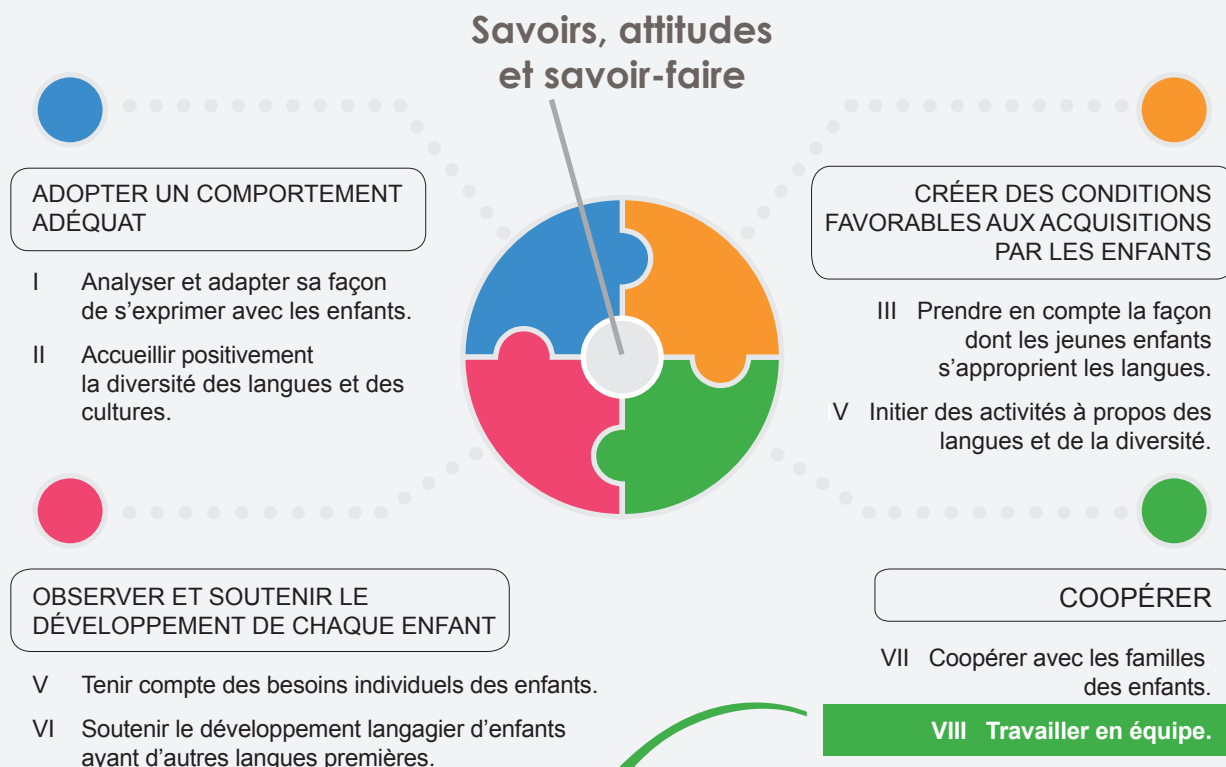 Savoirs, attitudes
et savoir-faire
ADOPTER UN COMPORTEMENT
ADÉQUAT
I Analyser et adapter sa façon
de s’exprimer avec les enfants.
II Accueillir positivement
la diversité des langues et des
cultures.
CRÉER DES CONDITIONS
FAVORABLES AUX ACQUISITIONS
PAR LES ENFANTS
III Prendre en compte la façon
dont les jeunes enfants
s’approprient les langues.
V Initier des activités à propos des
langues et de la diversité.
OBSERVER ET SOUTENIR LE
DÉVELOPPEMENT DE CHAQUE ENFANT
V Tenir compte des besoins individuels des enfants.
VI Soutenir le développement langagier d’enfants
ayant d’autres langues premières.
COOPÉRER
VII Coopérer avec les familles
des enfants.
VIII Travailler en équipe.